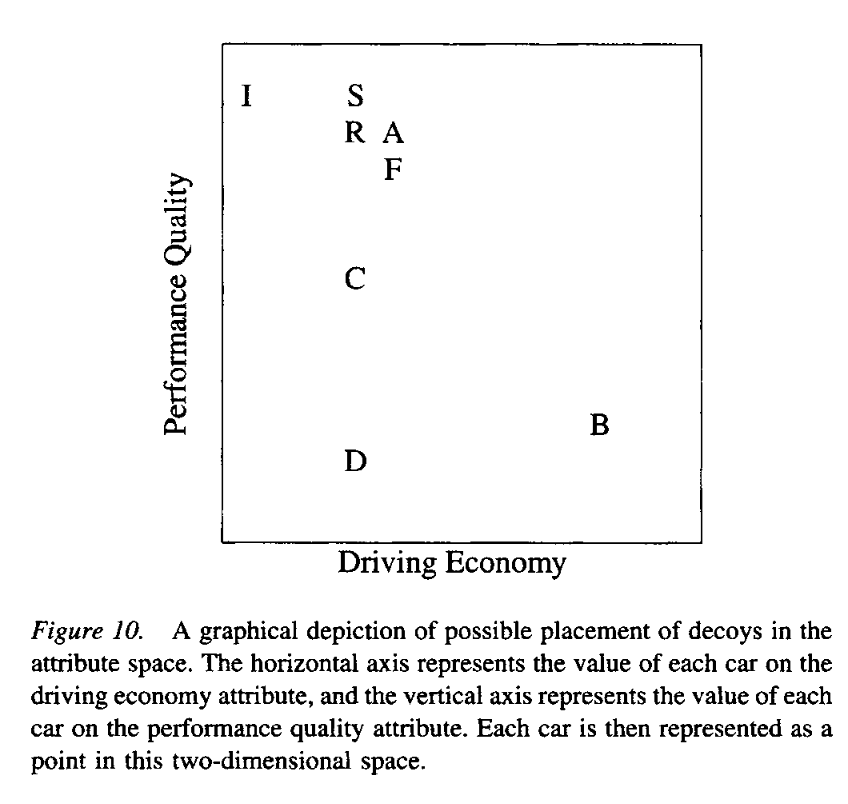 I S
R A
F
C
B
D
Performance Quality
Driving Economy
Figure 10. A graphical depiction of possible placement of decoys in the
attribute space. The horizontal axis represents the value of each car on the
driving economy attribute, and the vertical axis represents the value of each
car on the performance quality attribute. Each car is then represented as a
point in this two-dimensional space.